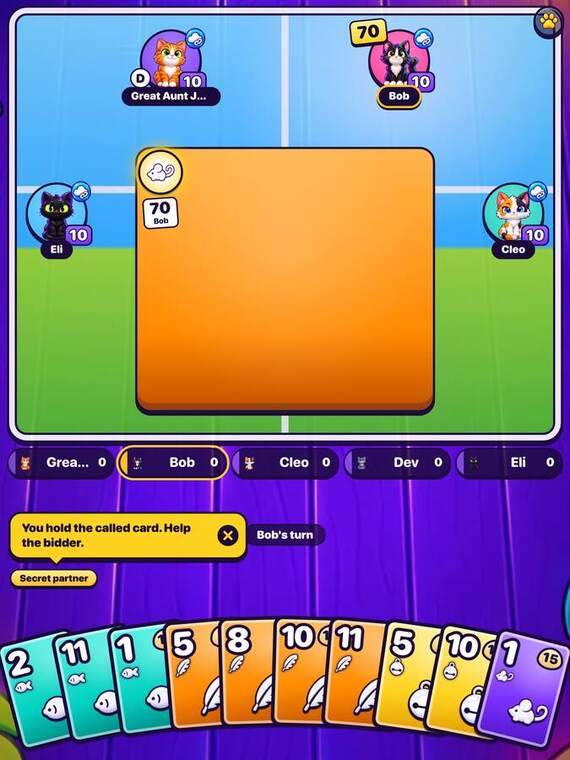 70
D
10
Great Aunt J...
10
Bob
70
Bob
10
Eli
10
Cleo
Grea... 0
Bob 0
Cleo 0
Dev 0
Eli 0
You hold the called card. Help
the bidder.
Bob's turn
Secret partner
2
11
1
5
8
10
11
5
10
1
15